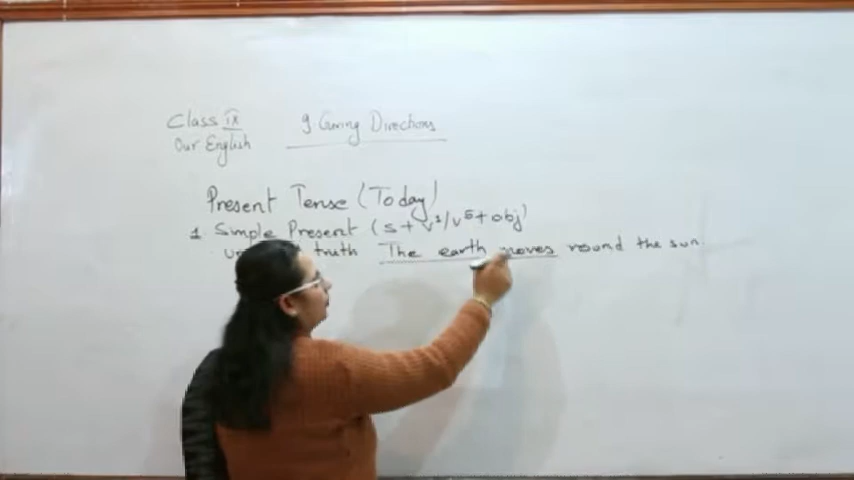 Class IX
9. Giving Directions
Our English
Present Tense (Today)
1 Simple Present (S + V¹/V⁵ + obj)
truth The earth moves round the sun.